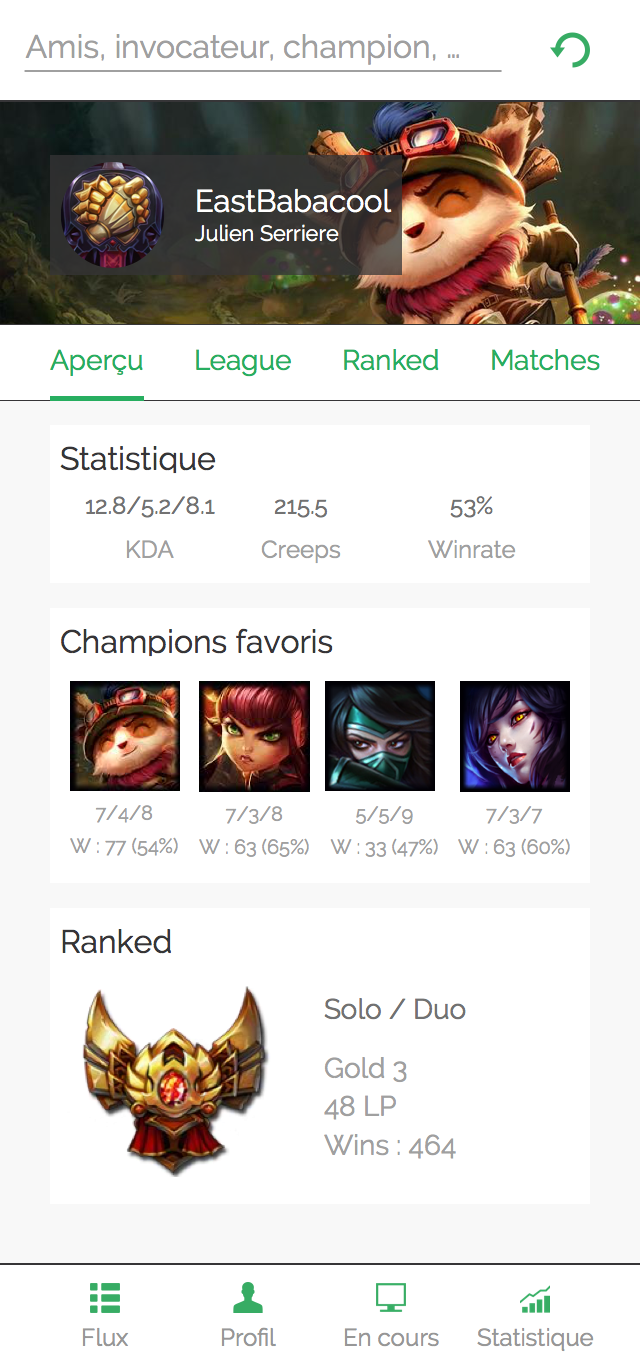 Amis, invocateur, champion, ...
EastBabacool
Julien Serriere
Aperçu League Ranked Matches
Statistique
12.8/5.2/8.1 215.5 53%
KDA Creeps Winrate
Champions favoris
7/4/8 7/3/8 5/5/9 7/3/7
W : 77 (54%) W : 63 (65%) W : 33 (47%) W : 63 (60%)
Ranked
Solo / Duo
Gold 3
48 LP
Wins : 464
Flux Profil En cours Statistique